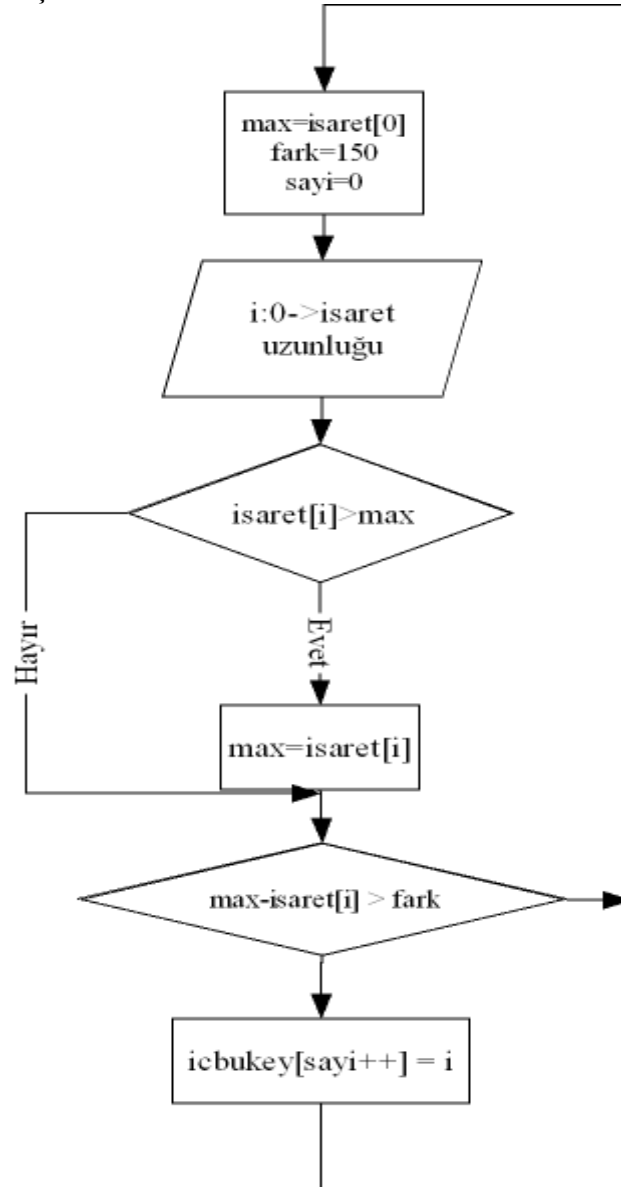 max=isaret[0]
fark=150
sayi=0
i:0->isaret
uzunluğu
isaret[i]>max
Hayır
Evet
max=isaret[i]
max-isaret[i] > fark
icbukey[sayi++] = i